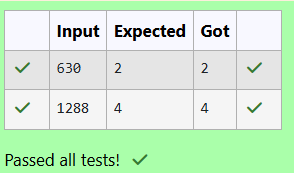 Input Expected Got
630 2 2
1288 4 4
Passed all tests!